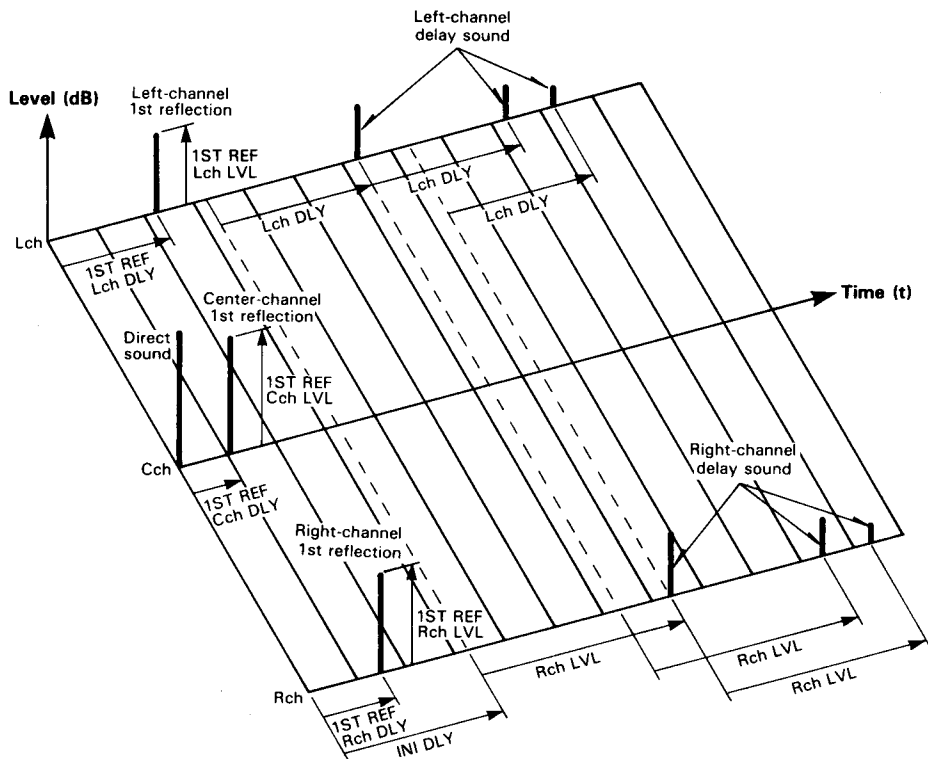 Left-channel
delay sound
Level (dB)
Left-channel
1st reflection
1ST REF
Lch LVL
Lch DLY
Lch DLY
Lch DLY
Lch
1ST REF
Lch DLY
Center-channel
1st reflection
Time (t)
Direct
sound
1ST REF
Cch LVL
Cch
1ST REF
Cch DLY
Right-channel
delay sound
Right-channel
1st reflection
1ST REF
Rch LVL
Rch
1ST REF
Rch DLY
INI DLY
Rch LVL
Rch LVL
Rch LVL